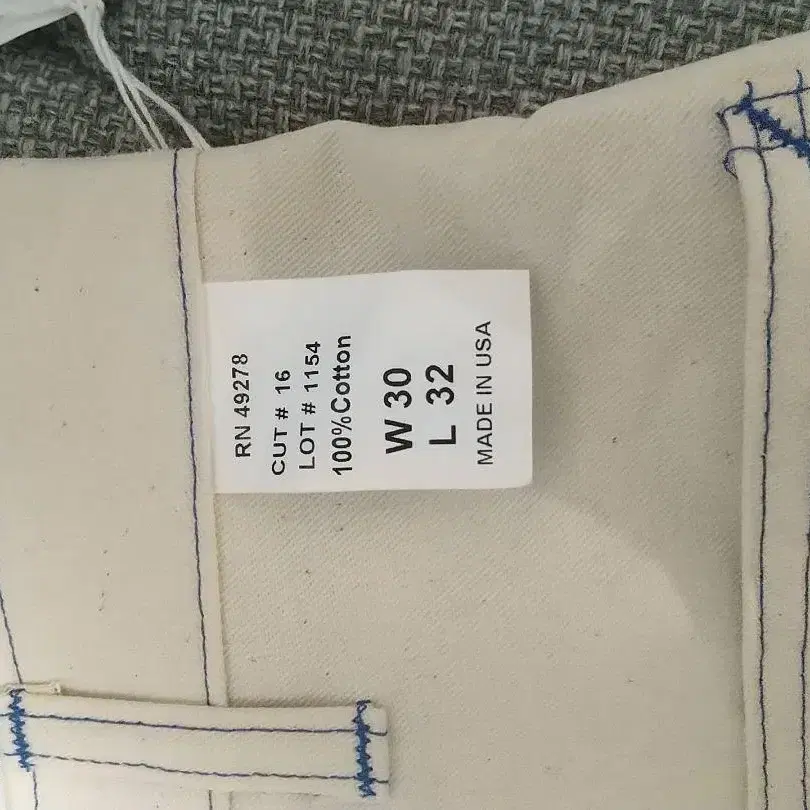 RN 49278
CUT # 16
LOT # 1154
100%Cotton
W 30
L 32
MADE IN USA